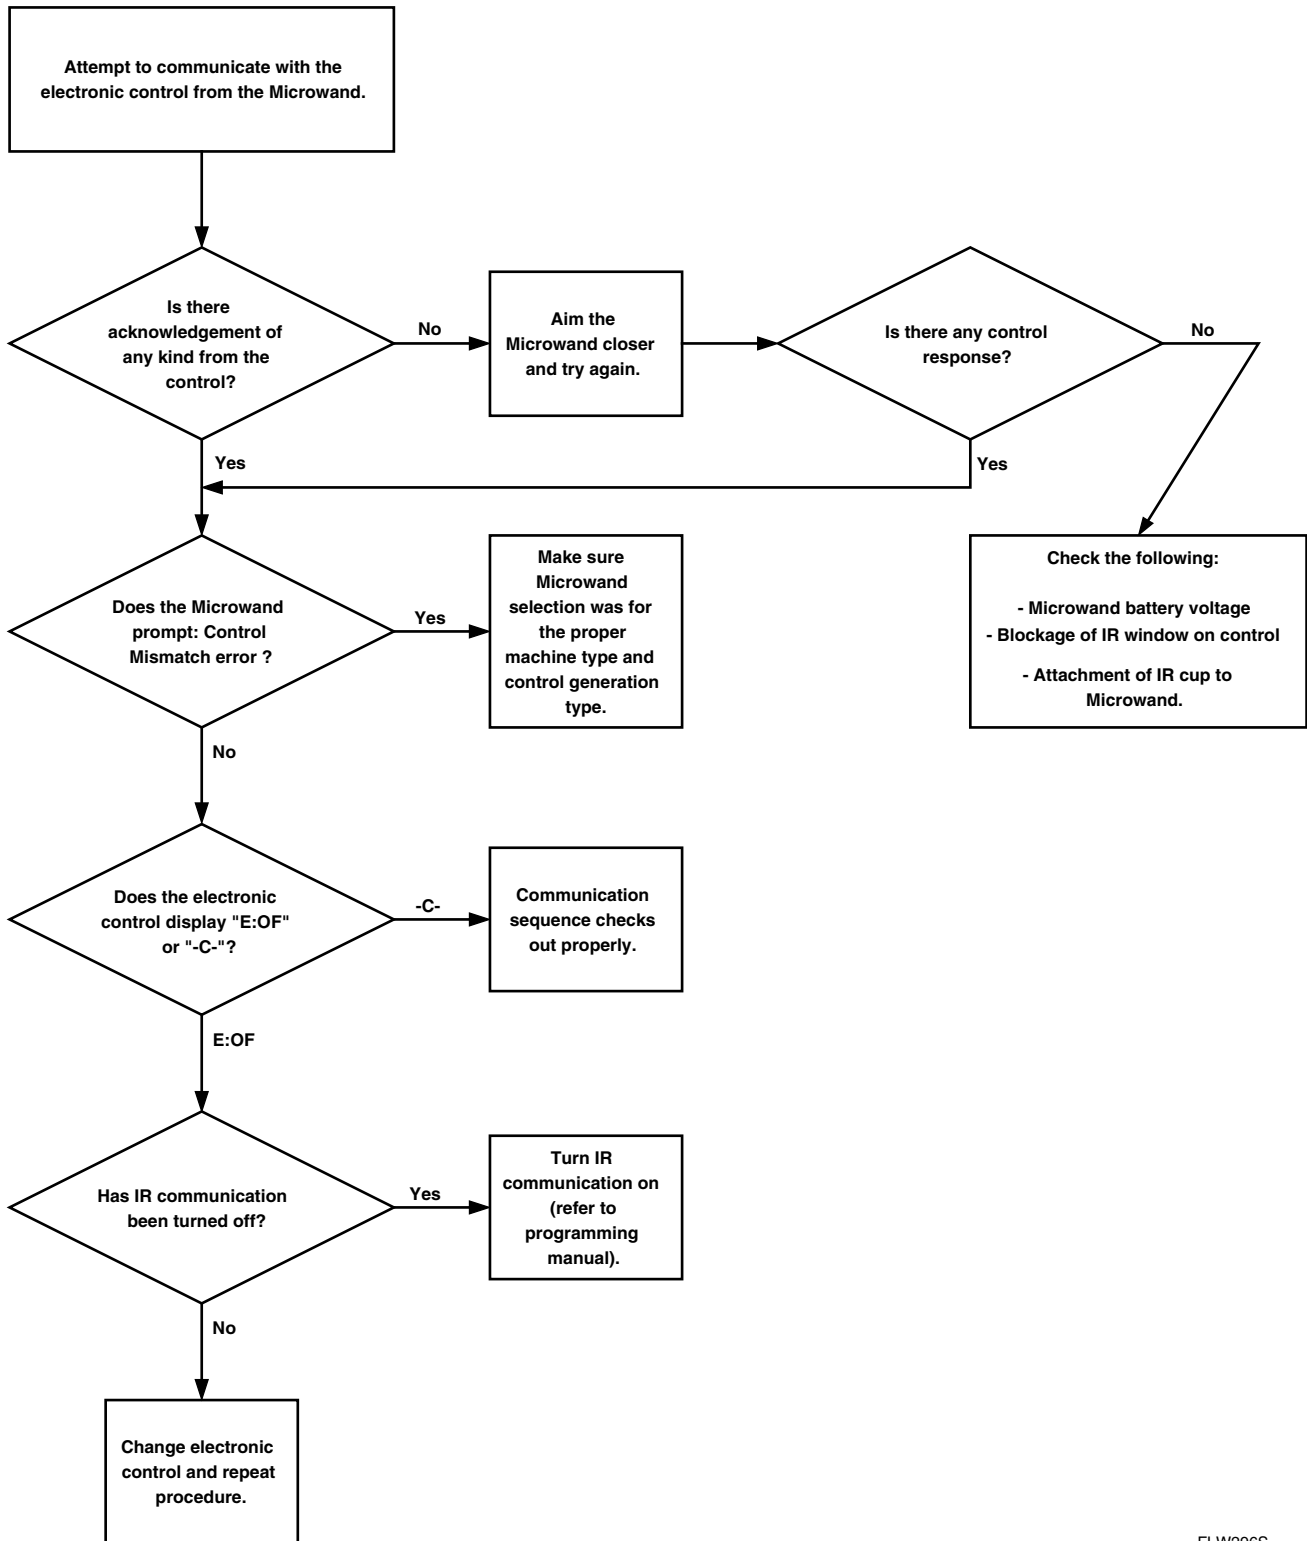 Attempt to communicate with the
electronic control from the Microwand.
Is there
acknowledgement of
any kind from the
control?
No
Aim the
Microwand closer
and try again.
Is there any control
response?
No
Yes
Yes
Does the Microwand
prompt: Control
Mismatch error ?
Yes
Make sure
Microwand
selection was for
the proper
machine type and
control generation
type.
Check the following:
- Microwand battery voltage
- Blockage of IR window on control
- Attachment of IR cup to
Microwand.
No
Does the electronic
control display "E:OF"
or "-C-"?
-C-
Communication
sequence checks
out properly.
E:OF
Has IR communication
been turned off?
Yes
Turn IR
communication on
(refer to
programming
manual).
No
Change electronic
control and repeat
procedure.